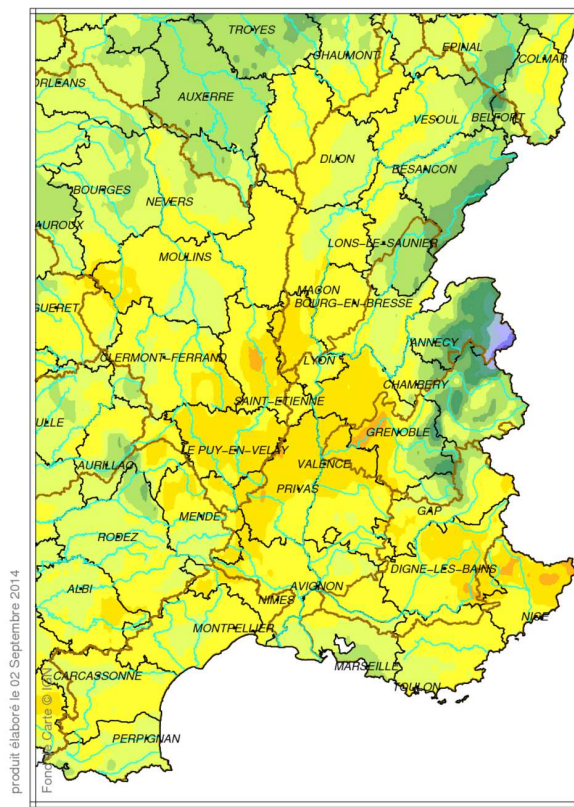 TROYES
CHAUMONT
EPINAL
COLMAR
ORLEANS
AUXERRE
VESOUL
BELFORT
DIJON
BESANCON
BOURGES
NEVERS
AUROUX
LONS-LE-SAUNIER
MOULINS
MACON
BOURG-EN-BRESSE
GUERET
ANNECY
CLERMONT-FERRAND
LYON
CHAMBERY
SAINT-ETIENNE
ULLE
GRENOBLE
LE PUY-EN-VELAY
AURILLAC
VALENCE
PRIVAS
GAP
MENDE
RODEZ
DIGNE-LES-BAINS
AVIGNON
ALBI
NIMES
NICE
MONTPELLIER
MARSEILLE
CARCASSONNE
TOULON
PERPIGNAN
produit élaboré le 02 Septembre 2014
Fond de Carte © IGN